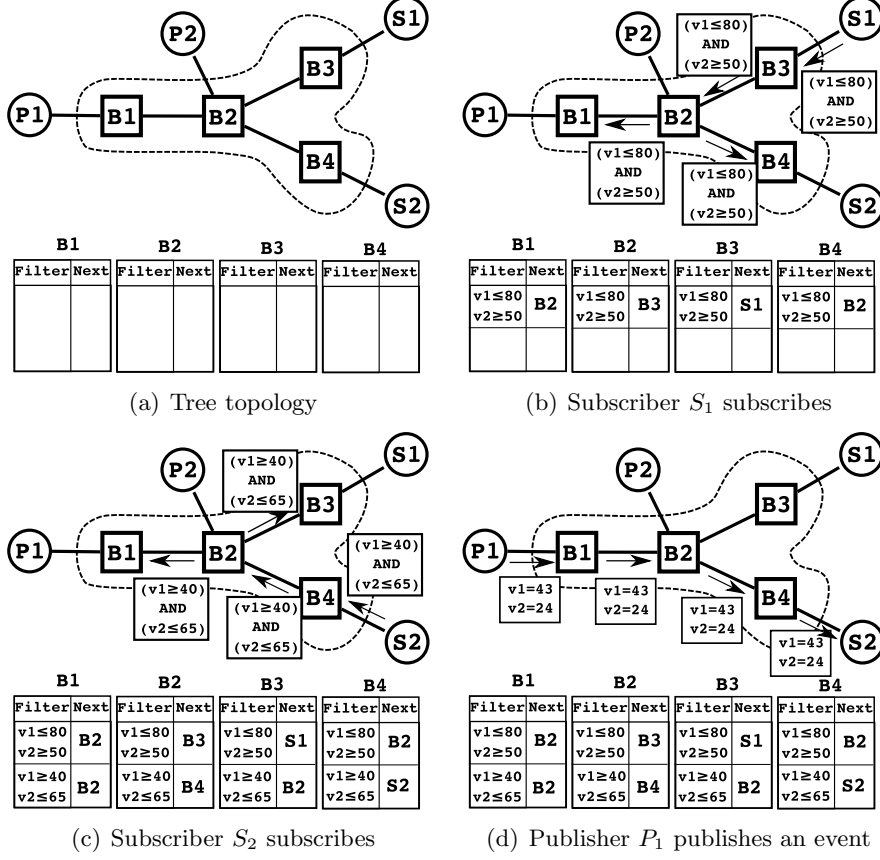 P1
P2
B1
B2
B3
B4
S1
S2
B1 B2 B3 B4
Filter Next Filter Next Filter Next Filter Next
(a) Tree topology
P1
P2
B1
B2
B3
B4
S1
S2
(v1≤80)
AND
(v2≥50)
(v1≤80)
AND
(v2≥50)
(v1≤80)
AND
(v2≥50)
(v1≤80)
AND
(v2≥50)
B1 B2 B3 B4
Filter Next Filter Next Filter Next Filter Next
v1≤80 v1≤80 v1≤80 v1≤80
B2 B3 S1 B2
v2≥50 v2≥50 v2≥50 v2≥50
(b) Subscriber S1 subscribes
P1
P2
B1
B2
B3
B4
S1
S2
(v1≥40)
AND
(v2≤65)
(v1≥40)
AND
(v2≤65)
(v1≥40)
AND
(v2≤65)
(v1≥40)
AND
(v2≤65)
B1 B2 B3 B4
Filter Next Filter Next Filter Next Filter Next
v1≤80 v1≤80 v1≤80 v1≤80
B2 B3 S1 B2
v2≥50 v2≥50 v2≥50 v2≥50
v1≥40 v1≥40 v1≥40 v1≥40
B2 B4 B2 S2
v2≤65 v2≤65 v2≤65 v2≤65
(c) Subscriber S2 subscribes
P1
P2
B1
B2
B3
B4
S1
S2
v1=43
v2=24
v1=43
v2=24
v1=43
v2=24
v1=43
v2=24
B1 B2 B3 B4
Filter Next Filter Next Filter Next Filter Next
v1≤80 v1≤80 v1≤80 v1≤80
B2 B3 S1 B2
v2≥50 v2≥50 v2≥50 v2≥50
v1≥40 v1≥40 v1≥40 v1≥40
B2 B4 B2 S2
v2≤65 v2≤65 v2≤65 v2≤65
(d) Publisher P1 publishes an event